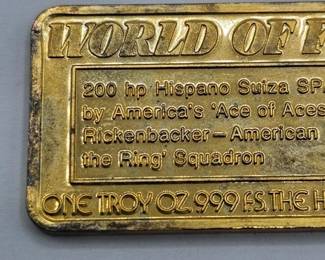 WORLD OF
200 hp Hispano Suiza
by America's 'Ace of Aces
Rickenbacker – American
the Ring' Squadron
ONE TROY OZ .999 F.S. THE